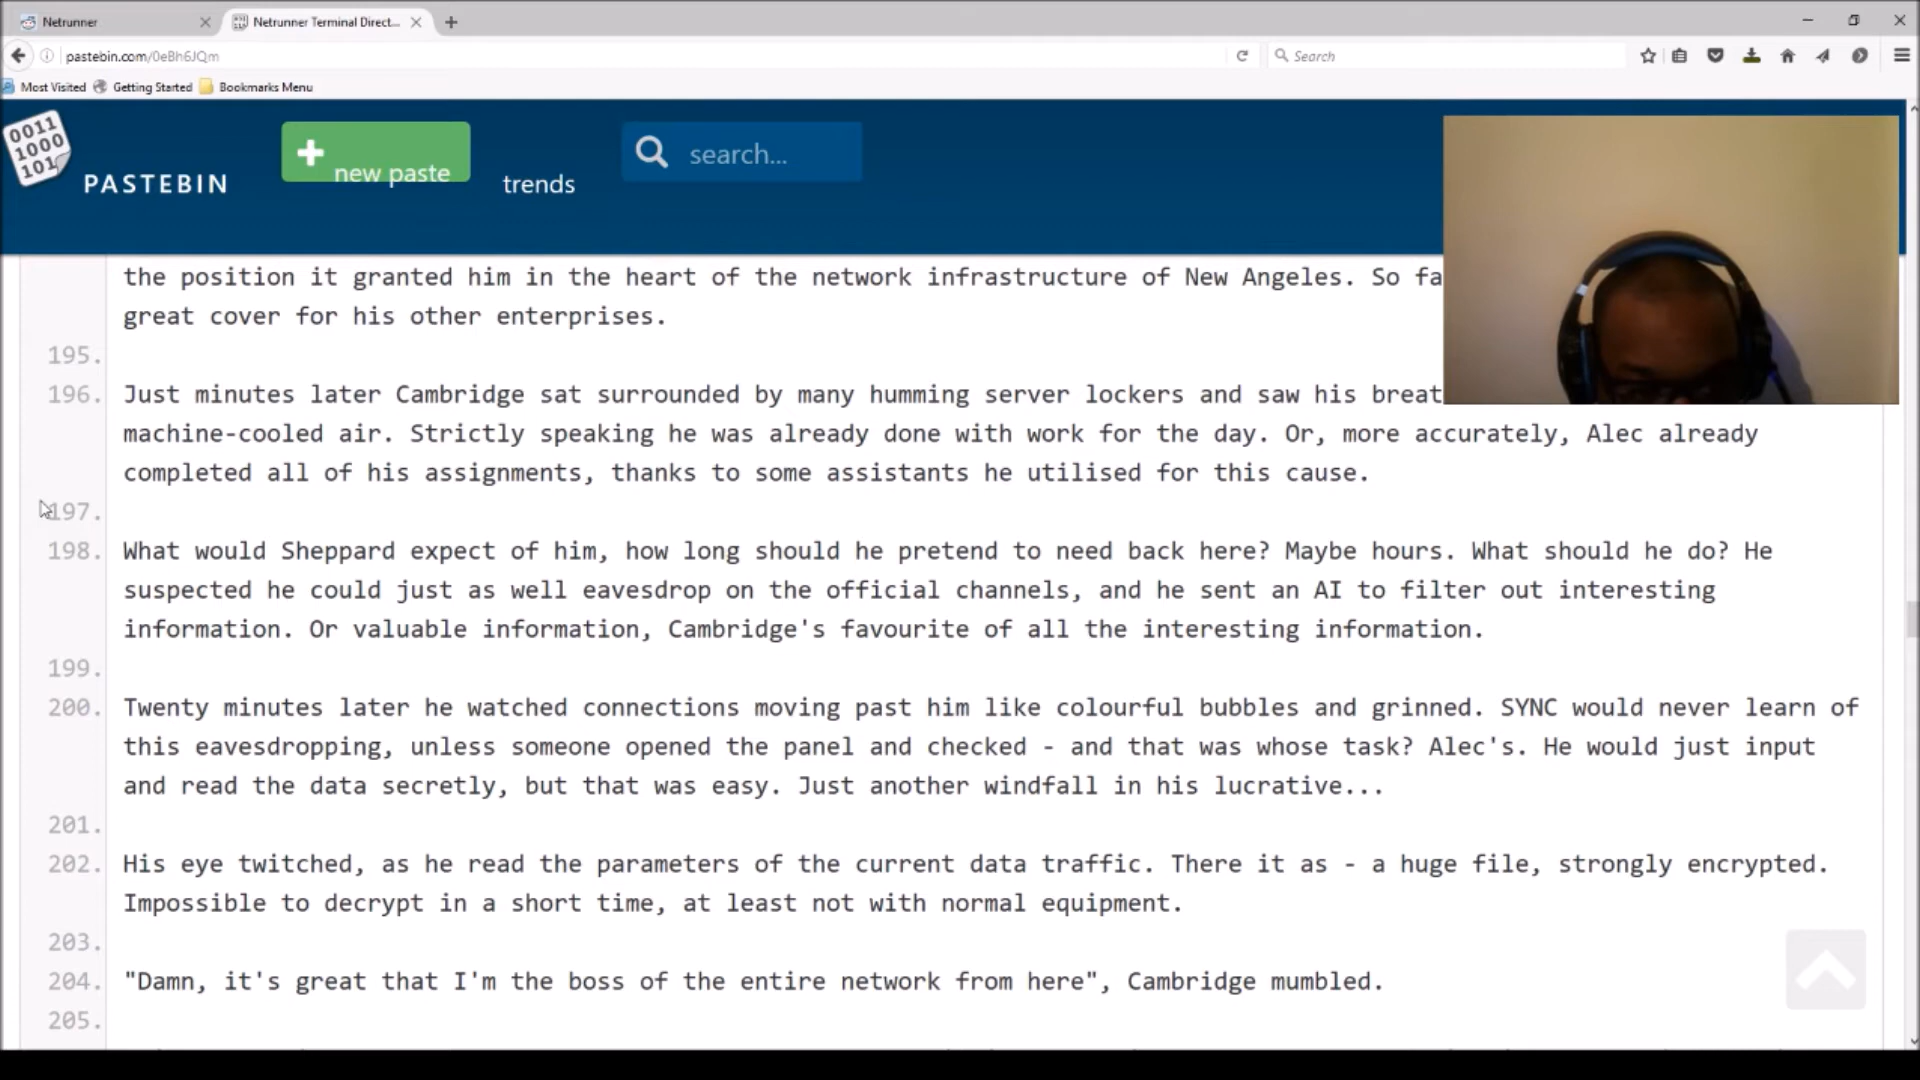 Netrunner
Netrunner Terminal Direct...
pastebin.com/0eBh6JQm
Search
Most Visited
Getting Started
Bookmarks Menu
0011
1000
101
PASTEBIN
new paste
trends
search...
the position it granted him in the heart of the network infrastructure of New Angeles. So fa
great cover for his other enterprises.
195.
196. Just minutes later Cambridge sat surrounded by many humming server lockers and saw his breat
machine-cooled air. Strictly speaking he was already done with work for the day. Or, more accurately, Alec already
completed all of his assignments, thanks to some assistants he utilised for this cause.
197.
198. What would Sheppard expect of him, how long should he pretend to need back here? Maybe hours. What should he do? He
suspected he could just as well eavesdrop on the official channels, and he sent an AI to filter out interesting
information. Or valuable information, Cambridge's favourite of all the interesting information.
199.
200. Twenty minutes later he watched connections moving past him like colourful bubbles and grinned. SYNC would never learn of
this eavesdropping, unless someone opened the panel and checked - and that was whose task? Alec's. He would just input
and read the data secretly, but that was easy. Just another windfall in his lucrative...
201.
202. His eye twitched, as he read the parameters of the current data traffic. There it as - a huge file, strongly encrypted.
Impossible to decrypt in a short time, at least not with normal equipment.
203.
204. "Damn, it's great that I'm the boss of the entire network from here", Cambridge mumbled.
205.